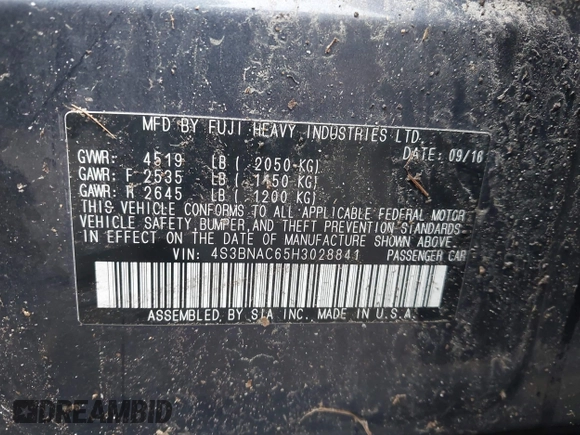 MFD BY FUJI HEAVY INDUSTRIES LTD.
DATE: 09/16
GVWR: 4519 LB ( 2050 KG)
GAWR: F 2535 LB ( 1150 KG)
GAWR: R 2645 LB ( 1200 KG)
THIS VEHICLE CONFORMS TO ALL APPLICABLE FEDERAL MOTOR
VEHICLE SAFETY, BUMPER, AND THEFT PREVENTION STANDARDS
IN EFFECT ON THE DATE OF MANUFACTURE SHOWN ABOVE.
VIN: 4S3BNAC65H3028841 PASSENGER CAR
ASSEMBLED BY SIA INC. MADE IN U.S.A.
DREAMBID